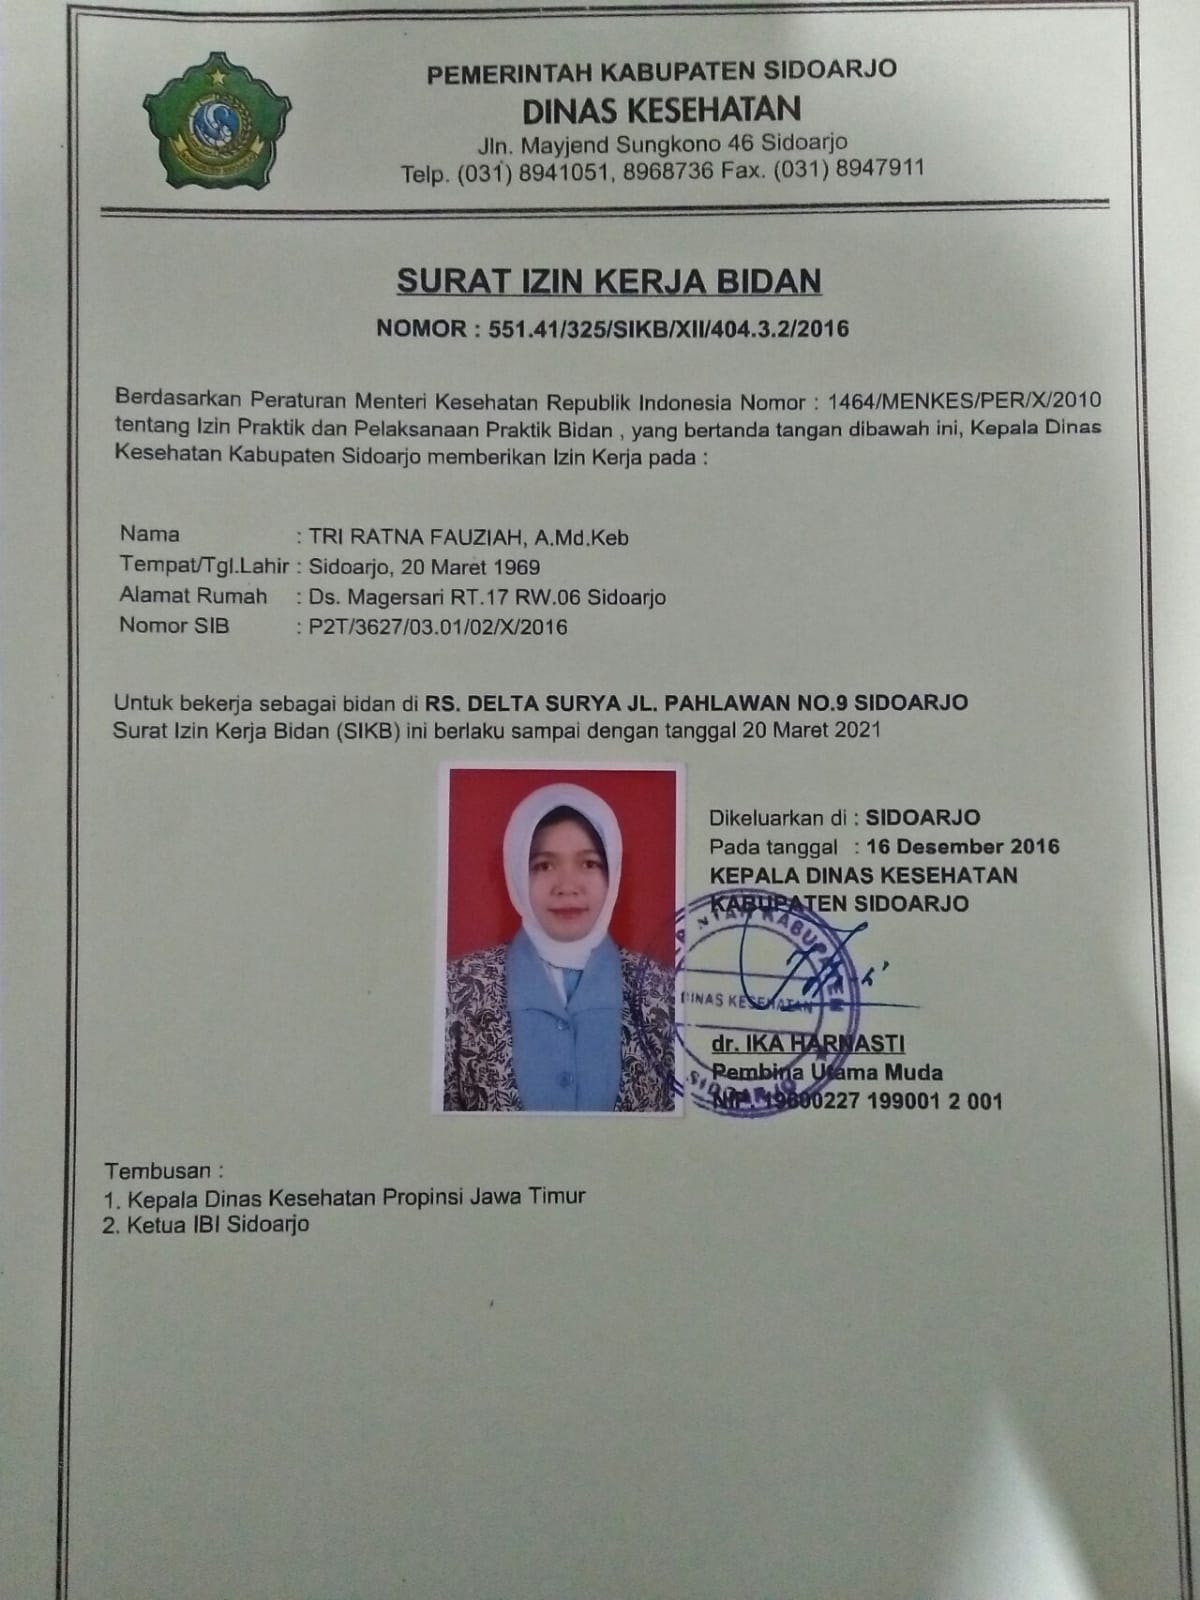 PEMERINTAH KABUPATEN SIDOARJO
DINAS KESEHATAN
Jln. Mayjend Sungkono 46 Sidoarjo
Telp. (031) 8941051, 8968736 Fax. (031) 8947911
SURAT IZIN KERJA BIDAN
NOMOR : 551.41/325/SIKB/XII/404.3.2/2016
Berdasarkan Peraturan Menteri Kesehatan Republik Indonesia Nomor : 1464/MENKES/PER/X/2010
tentang Izin Praktik dan Pelaksanaan Praktik Bidan , yang bertanda tangan dibawah ini, Kepala Dinas
Kesehatan Kabupaten Sidoarjo memberikan Izin Kerja pada :
Nama : TRI RATNA FAUZIAH, A.Md.Keb
Tempat/Tgl.Lahir : Sidoarjo, 20 Maret 1969
Alamat Rumah : Ds. Magersari RT.17 RW.06 Sidoarjo
Nomor SIB : P2T/3627/03.01/02/X/2016
Untuk bekerja sebagai bidan di RS. DELTA SURYA JL. PAHLAWAN NO.9 SIDOARJO
Surat Izin Kerja Bidan (SIKB) ini berlaku sampai dengan tanggal 20 Maret 2021
Dikeluarkan di : SIDOARJO
Pada tanggal : 16 Desember 2016
KEPALA DINAS KESEHATAN
KABUPATEN SIDOARJO
DINAS KESEHATAN
dr. IKA HARNASTI
Pembina Utama Muda
SIDOARJO
NIP. 19600227 199001 2 001
Tembusan :
1. Kepala Dinas Kesehatan Propinsi Jawa Timur
2. Ketua IBI Sidoarjo